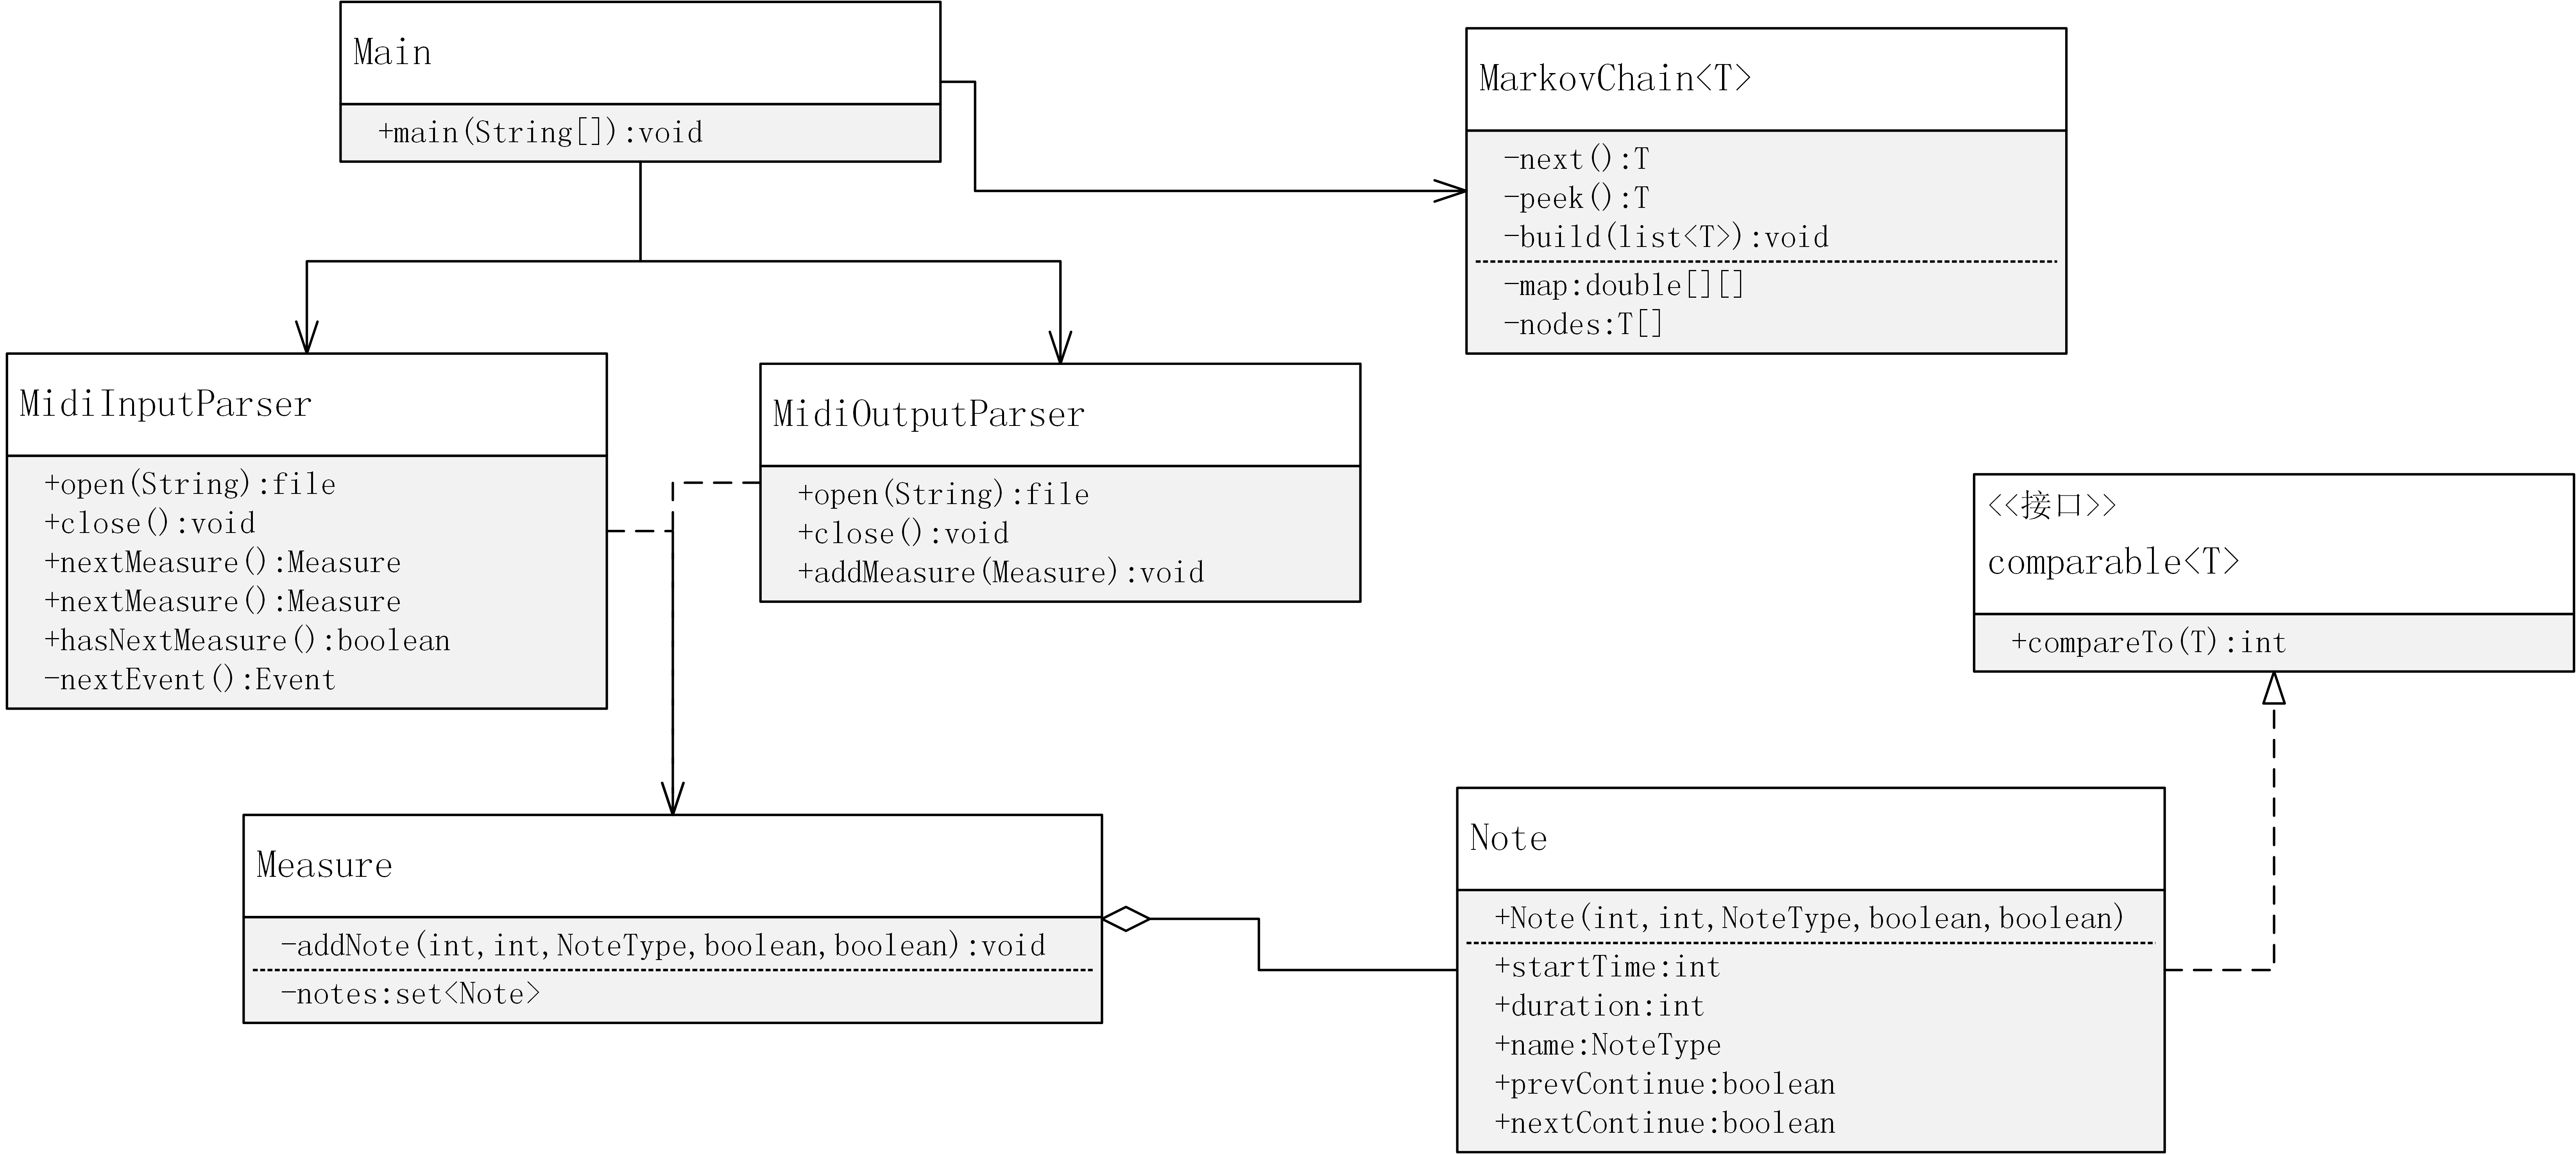 Main
+main(String[]):void
MarkovChain<T>
-next():T
-peek():T
-build(list<T>):void
-map:double[][]
-nodes:T[]
MidiInputParser
+open(String):file
+close():void
+nextMeasure():Measure
+nextMeasure():Measure
+hasNextMeasure():boolean
-nextEvent():Event
MidiOutputParser
+open(String):file
+close():void
+addMeasure(Measure):void
<<接口>>
comparable<T>
+compareTo(T):int
Measure
-addNote(int,int,NoteType,boolean,boolean):void
-notes:set<Note>
Note
+Note(int,int,NoteType,boolean,boolean)
+startTime:int
+duration:int
+name:NoteType
+prevContinue:boolean
+nextContinue:boolean